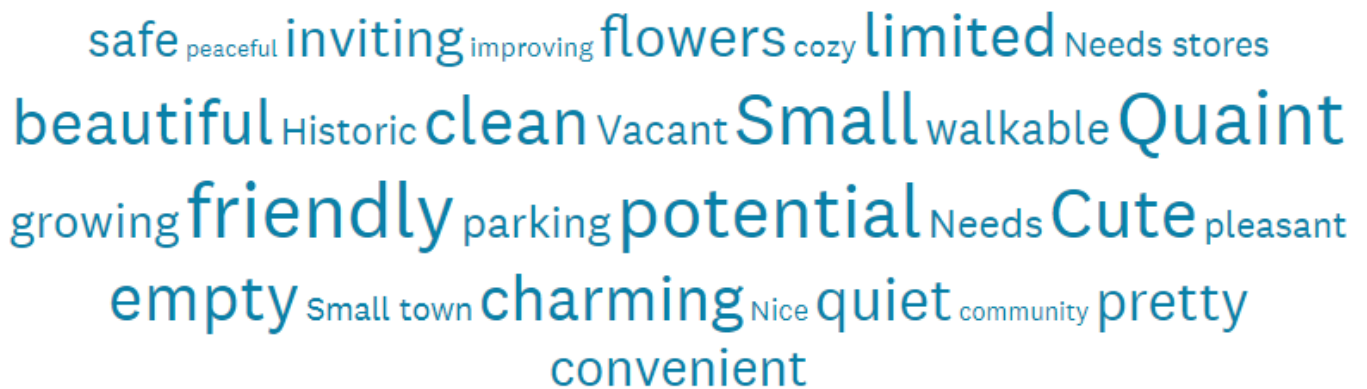 safe peaceful inviting improving flowers cozy limited Needs stores
beautiful Historic clean Vacant Small walkable Quaint
growing friendly parking potential Needs Cute pleasant
empty Small town charming Nice quiet community pretty
convenient